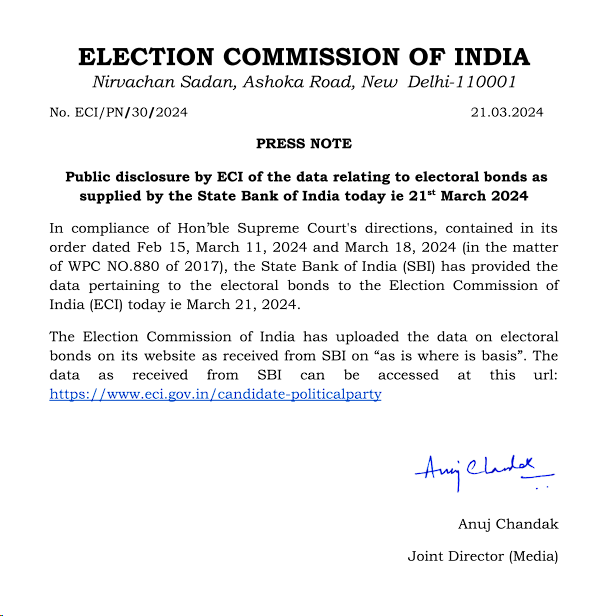 ELECTION COMMISSION OF INDIA
Nirvachan Sadan, Ashoka Road, New Delhi-110001
No. ECI/PN/30/2024 21.03.2024
PRESS NOTE
Public disclosure by ECI of the data relating to electoral bonds as
supplied by the State Bank of India today ie 21st March 2024
In compliance of Hon’ble Supreme Court's directions, contained in its
order dated Feb 15, March 11, 2024 and March 18, 2024 (in the matter
of WPC NO.880 of 2017), the State Bank of India (SBI) has provided the
data pertaining to the electoral bonds to the Election Commission of
India (ECI) today ie March 21, 2024.
The Election Commission of India has uploaded the data on electoral
bonds on its website as received from SBI on “as is where is basis”. The
data as received from SBI can be accessed at this url:
https://www.eci.gov.in/candidate-politicalparty
Anuj Chandak
Anuj Chandak
Joint Director (Media)